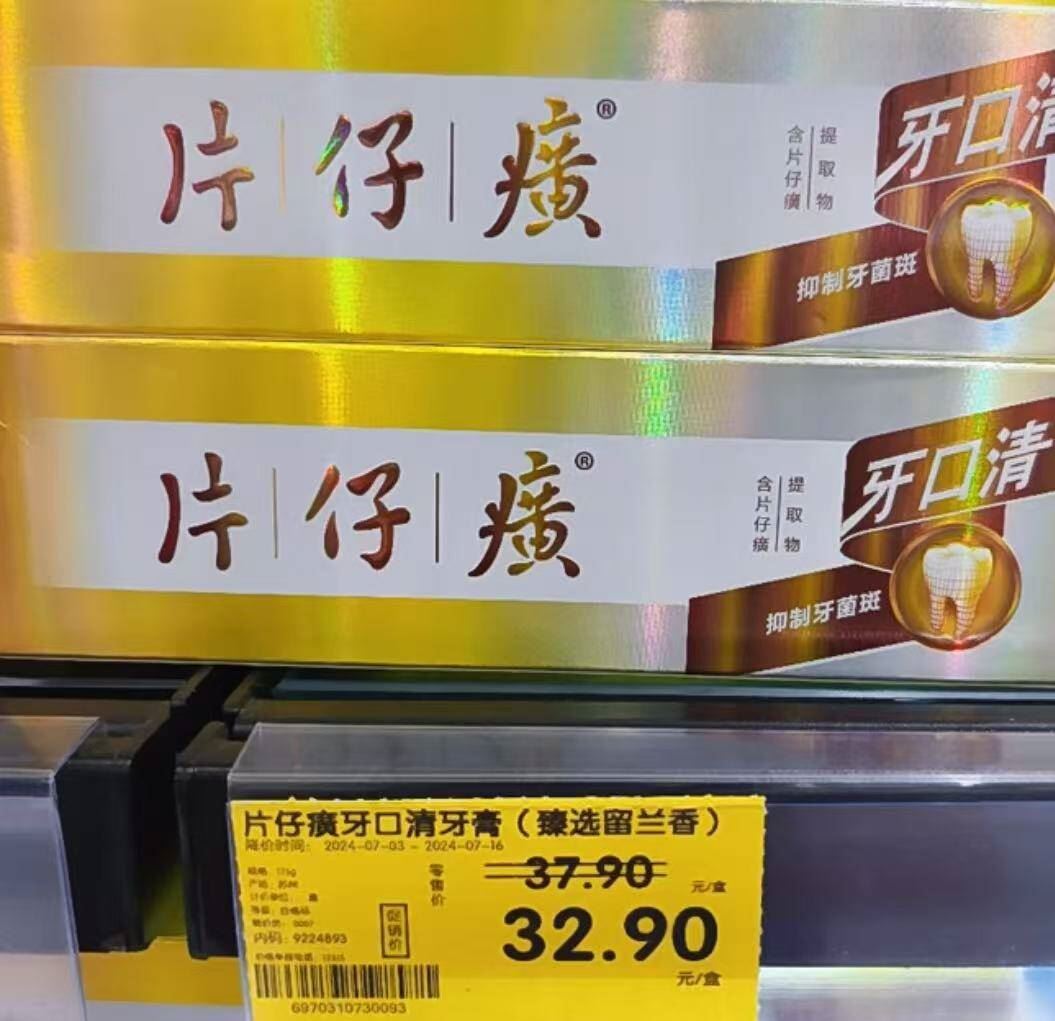 片仔癀®
含片仔癀
提取物
牙口清
抑制牙菌斑
片仔癀®
含片仔癀
提取物
牙口清
抑制牙菌斑
片仔癀牙口清牙膏（臻选留兰香）
降价时间： 2024-07-03 - 2024-07-16
零售价
37.90
元/盒
促销价
32.90
元/盒
内码：9224893
6970310730093